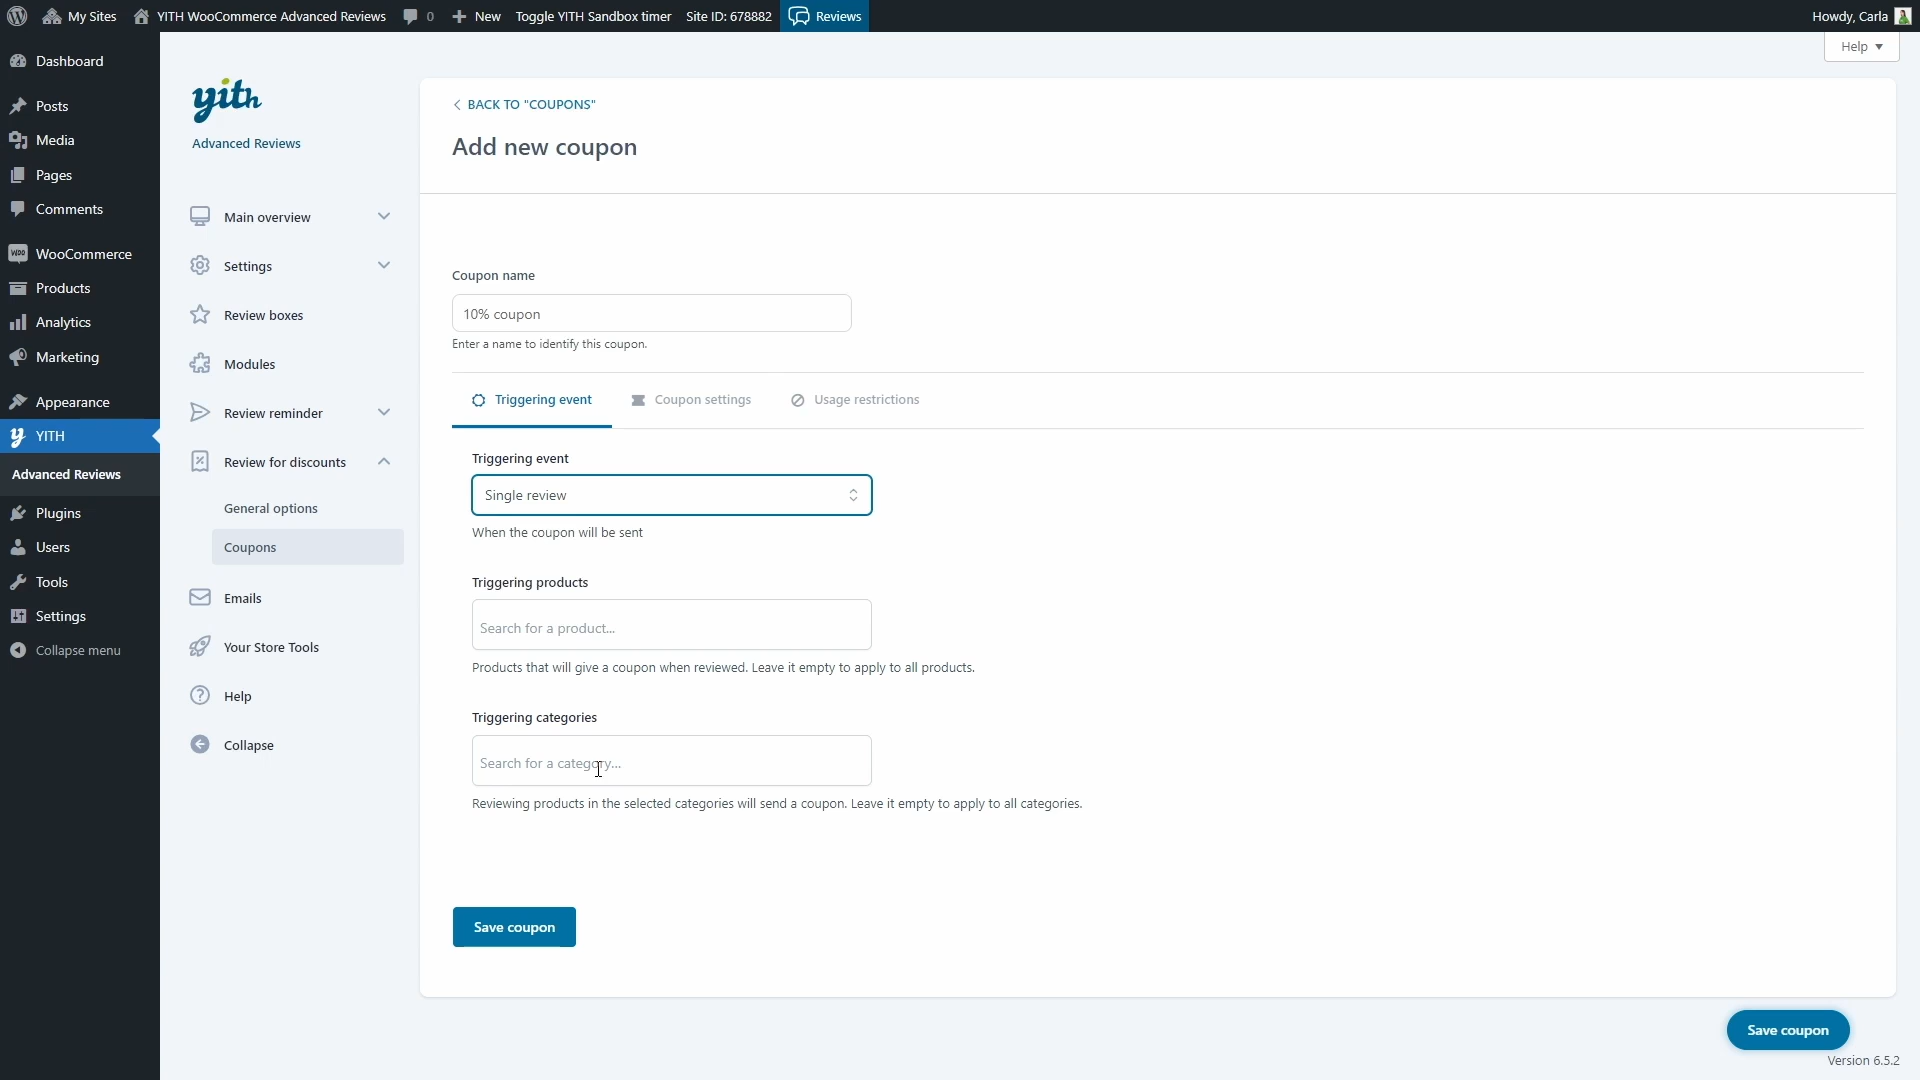 My Sites
YITH WooCommerce Advanced Reviews
0
New
Toggle YITH Sandbox timer
Site ID: 678882
Reviews
Howdy, Carla
Help
Dashboard
Posts
Media
Pages
Comments
WooCommerce
Products
Analytics
Marketing
Appearance
YITH
Advanced Reviews
Plugins
Users
Tools
Settings
Collapse menu
yith
Advanced Reviews
Main overview
Settings
Review boxes
Modules
Review reminder
Review for discounts
General options
Coupons
Emails
Your Store Tools
Help
Collapse
BACK TO "COUPONS"
Add new coupon
Coupon name
10% coupon
Enter a name to identify this coupon.
Triggering event
Coupon settings
Usage restrictions
Triggering event
Single review
When the coupon will be sent
Triggering products
Search for a product...
Products that will give a coupon when reviewed. Leave it empty to apply to all products.
Triggering categories
Search for a category...
Reviewing products in the selected categories will send a coupon. Leave it empty to apply to all categories.
Save coupon
Save coupon
Version 6.5.2